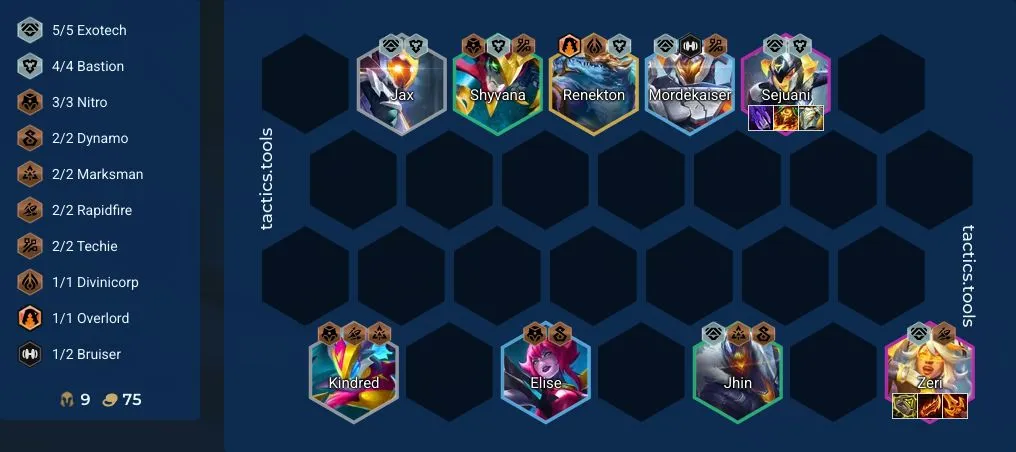 5/5 Exotech
4/4 Bastion
3/3 Nitro
2/2 Dynamo
2/2 Marksman
2/2 Rapidfire
2/2 Techie
1/1 Divinicorp
1/1 Overlord
1/2 Bruiser
9 75
tactics.tools
Jax
Shyvana
Renekton
Mordekaiser
Sejuani
tactics.tools
Kindred
Elise
Jhin
Zeri